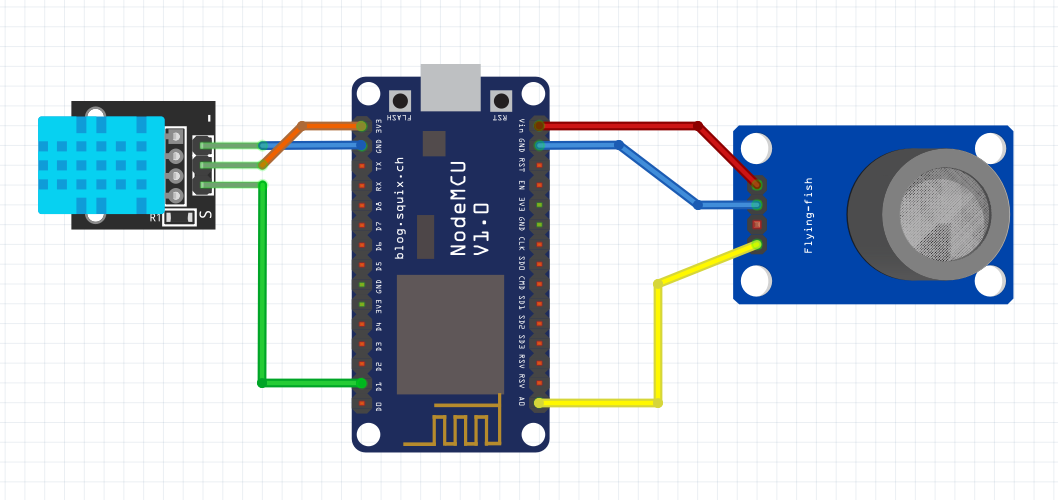 R1
-
S
FLASH
RST
3V3
GND
TX
RX
D8
D7
D6
D5
GND
3V3
D4
D3
D2
D1
D0
blog.squix.ch
NodeMCU
V1.0
Vin
GND
RST
EN
3V3
GND
CLK
SD0
CMD
SD1
SD2
SD3
RSV
RSV
A0
Flying-fish